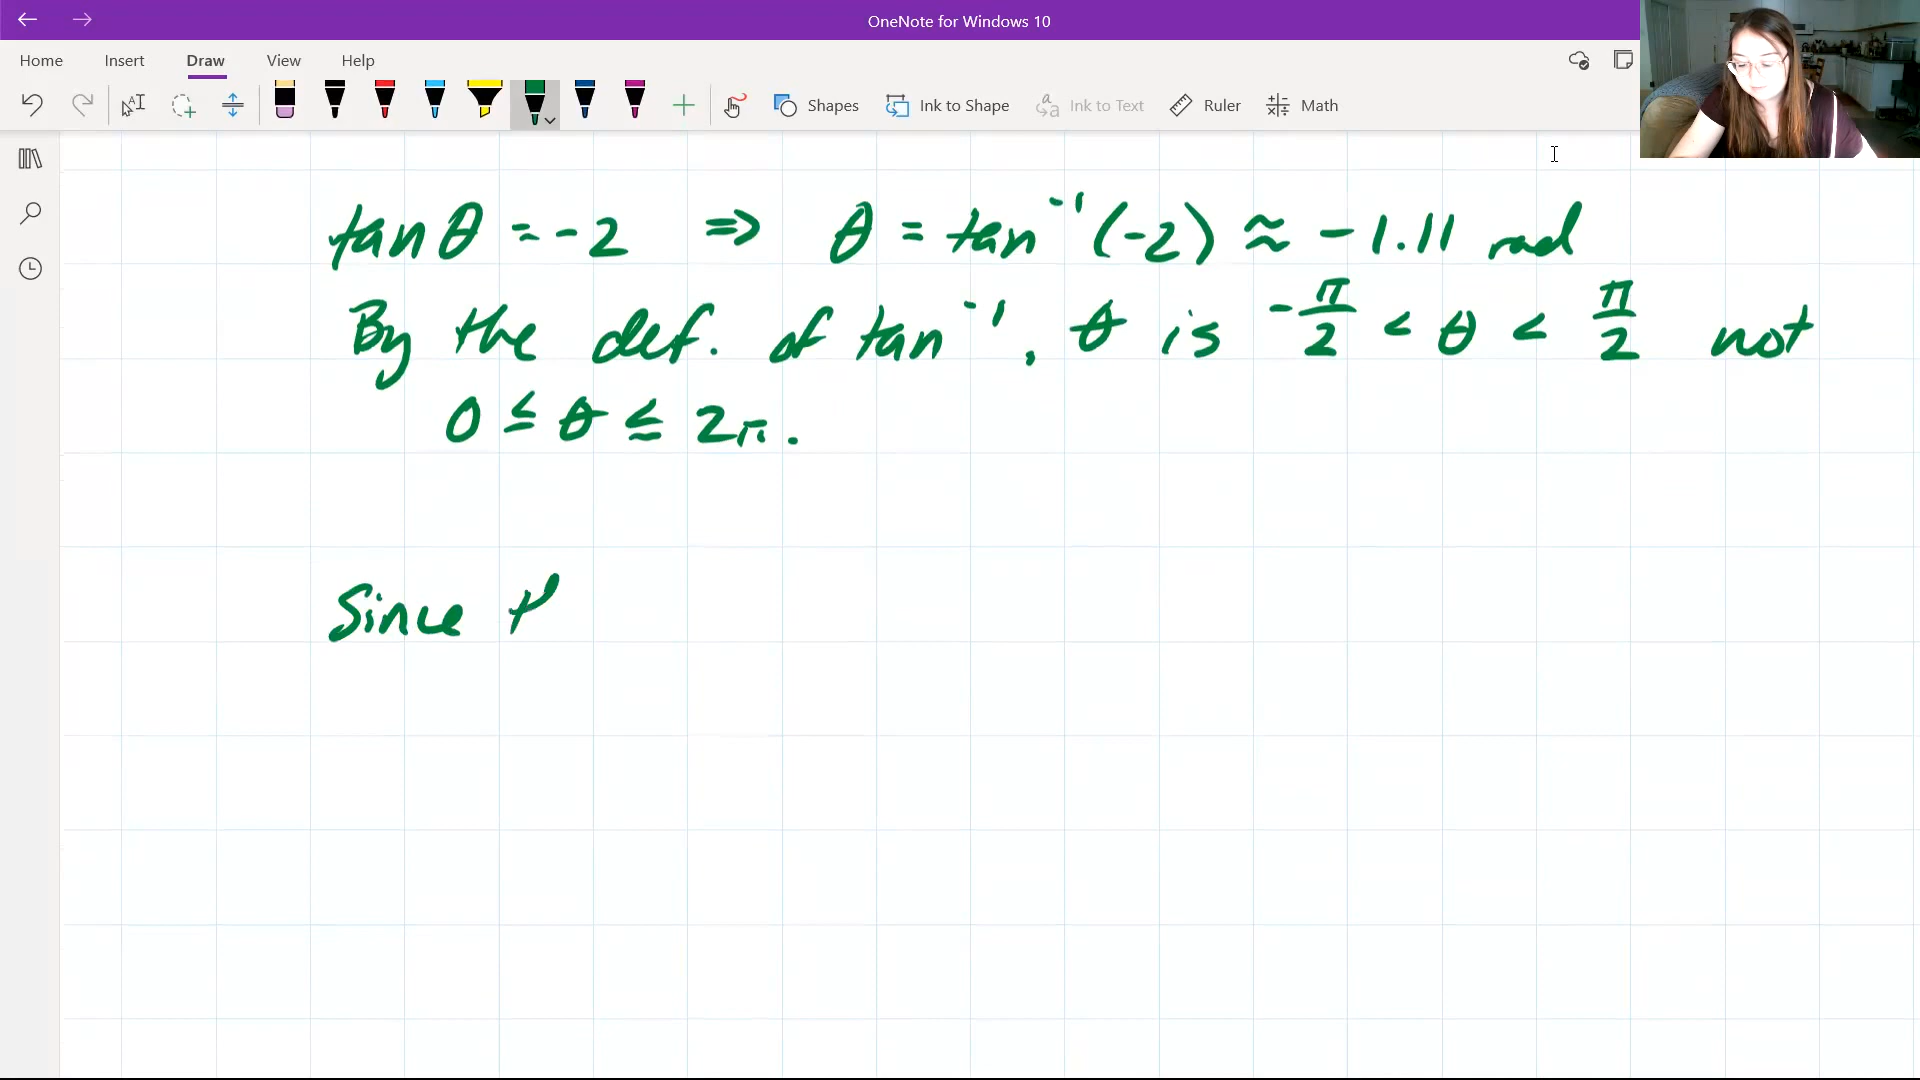 OneNote for Windows 10
Home Insert Draw View Help
Shapes Ink to Shape Ink to Text Ruler Math
tan θ = -2 ⇒ θ = tan⁻¹(-2) ≈ -1.11 rad
By the def. of tan⁻¹, θ is -π/2 < θ < π/2 not
0 ≤ θ ≤ 2π.
Since